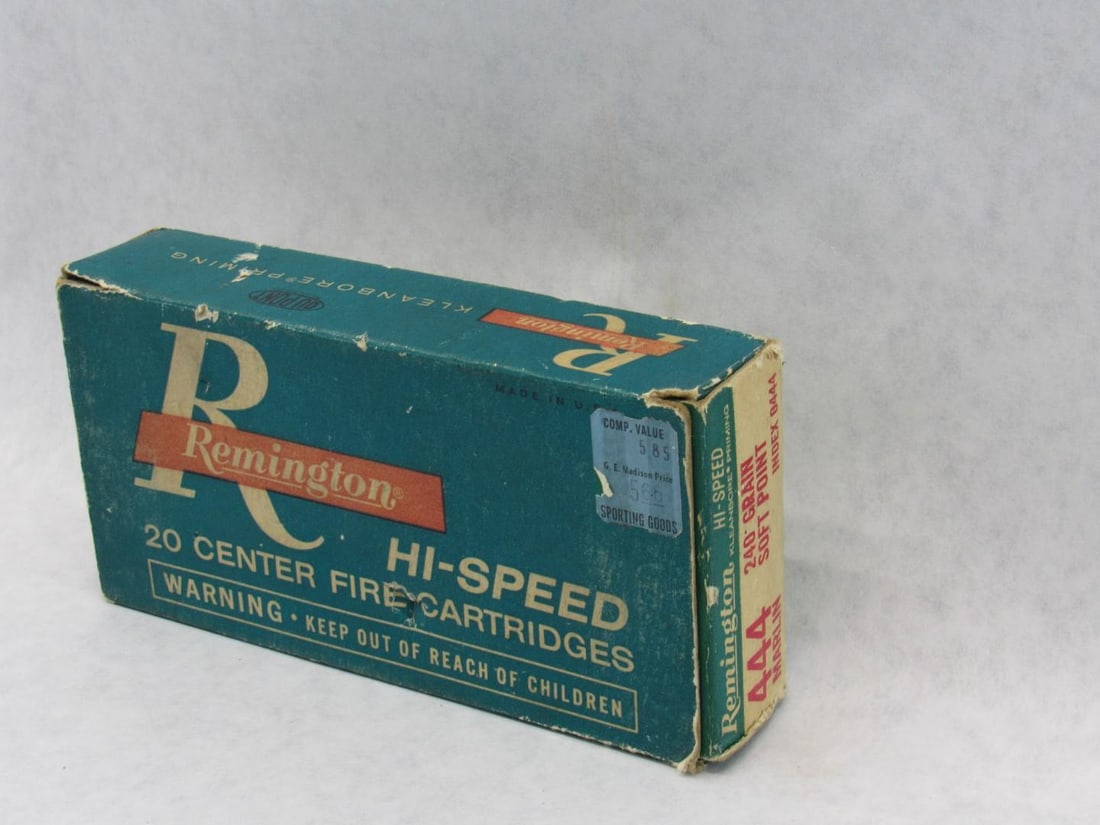 KLEANBORE® PRIMING
DUPONT
R
Remington
MADE IN U.S.
R
Remington®
HI-SPEED
20 CENTER FIRE CARTRIDGES
WARNING • KEEP OUT OF REACH OF CHILDREN
COMP. VALUE
5 85
G. E. Madison Price
566
SPORTING GOODS
Remington
HI-SPEED
KLEANBORE® PRIMING
444
MARLIN
240 GRAIN
SOFT POINT
INDEX 0444